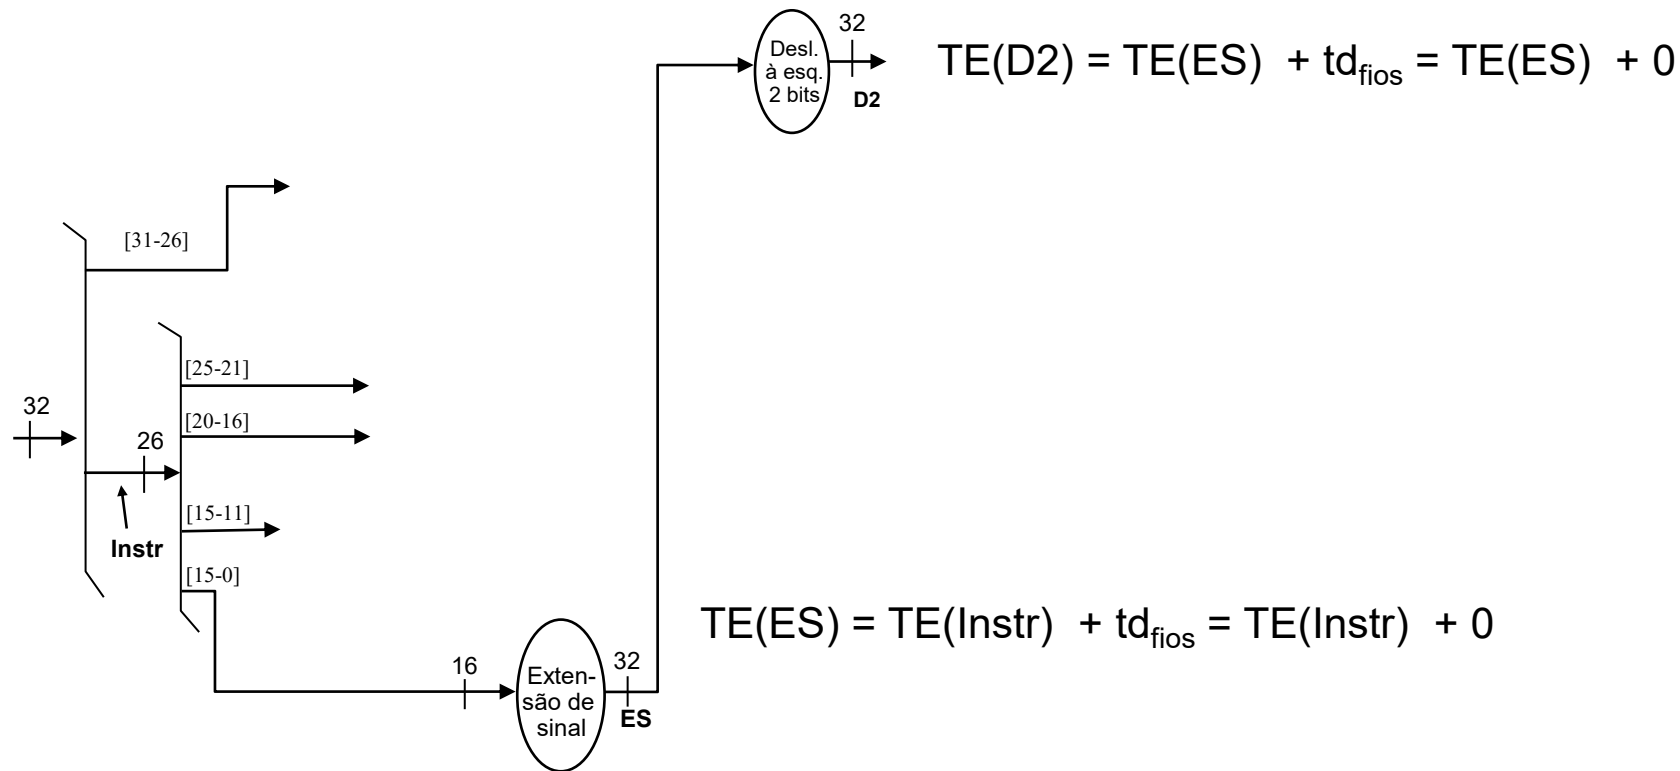 32
Desl.
à esq.
2 bits
D2
TE(D2) = TE(ES) + td_fios = TE(ES) + 0
[31-26]
[25-21]
32
[20-16]
26
[15-11]
Instr
[15-0]
TE(ES) = TE(Instr) + td_fios = TE(Instr) + 0
16
32
Exten-
são de
sinal
ES